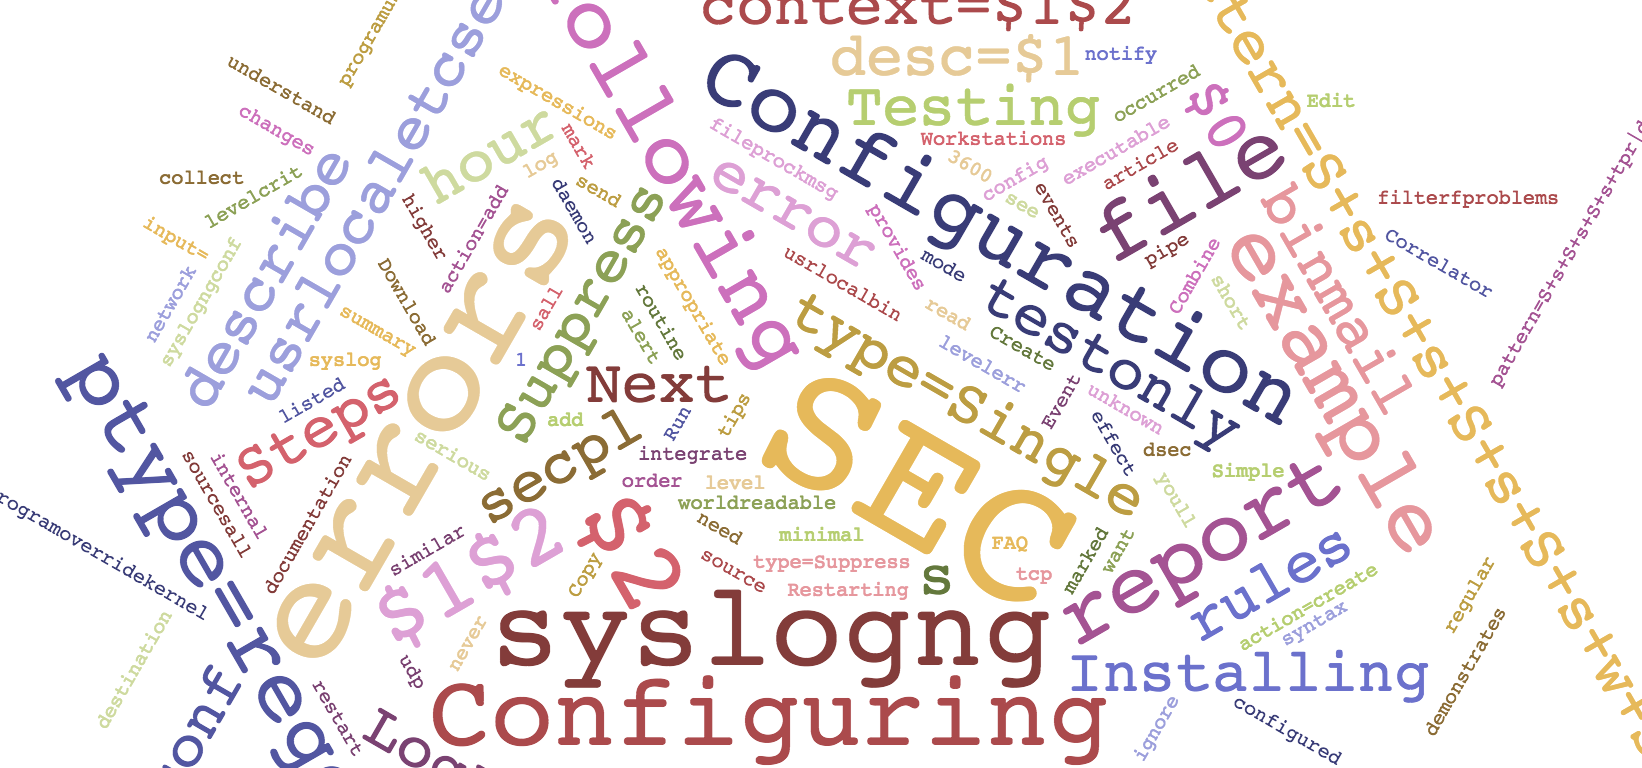 context=$1$2
desc=$1
notify
Testing
occurred
$0
Edit
understand
programu
usrlocaletcse
expressions
ollowing
Configuration
Workstations
executable
file
changes
hour
mark
log
fileprockmsg
error
3600
config
article
collect
describe
levelcrit
higher
action=add
daemon
send
Suppress
provides
see
events
pipe
binmail
filterfproblems
Correlator
input=
network
syslogngconf
Download
errors
appropriate
usrlocalbin
mode
testonly
Combine
short
example
pattern=S+s+S+s+S+s+tpr|d
summary
sall
routine
alert
type=Single
read
Create
levelerr
syslog
1
Next
ptype=reg
listed
Steps
add
Run
tips
SEC
Event
unknown
effect
dsec
sourcesall
internal
documentation
serious
secpl
integrate
order
level
worldreadable
Simple
youll
report
rogramoverridekernel
similar
$1$2
$2
need
minimal
FAQ
marked
want
Copy
source
type=Suppress
tcp
Restarting
s
rules
action=create
syntax
regular
tern=S+s+S+s+S+s+s+S+s+S+s+w+s
destination
never
udp
syslogng
Installing
demonstrates
onf
restart
Log
Configuring
ignore
configured